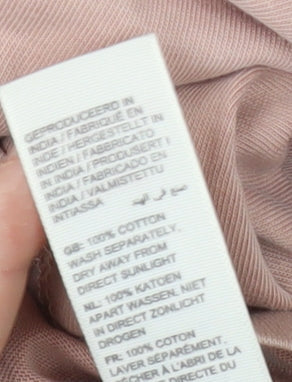 GEPRODUCEERD IN
INDIA / FABRIQUÉ EN
INDE / HERGESTELLT IN
INDIEN / FABBRICATO
IN INDIA / PRODUSERT I
INDIA / FABRICADO EN
INDIA / VALMISTETTU
INTIASSA صنع في الهند
GB: 100% COTTON
WASH SEPARATELY,
DRY AWAY FROM
DIRECT SUNLIGHT
NL: 100% KATOEN
APART WASSEN, NIET
IN DIRECT ZONLICHT
DROGEN
FR: 100% COTON
LAVER SÉPARÉMENT,
SÉCHER À L'ABRI DE LA
DIRECTE DU